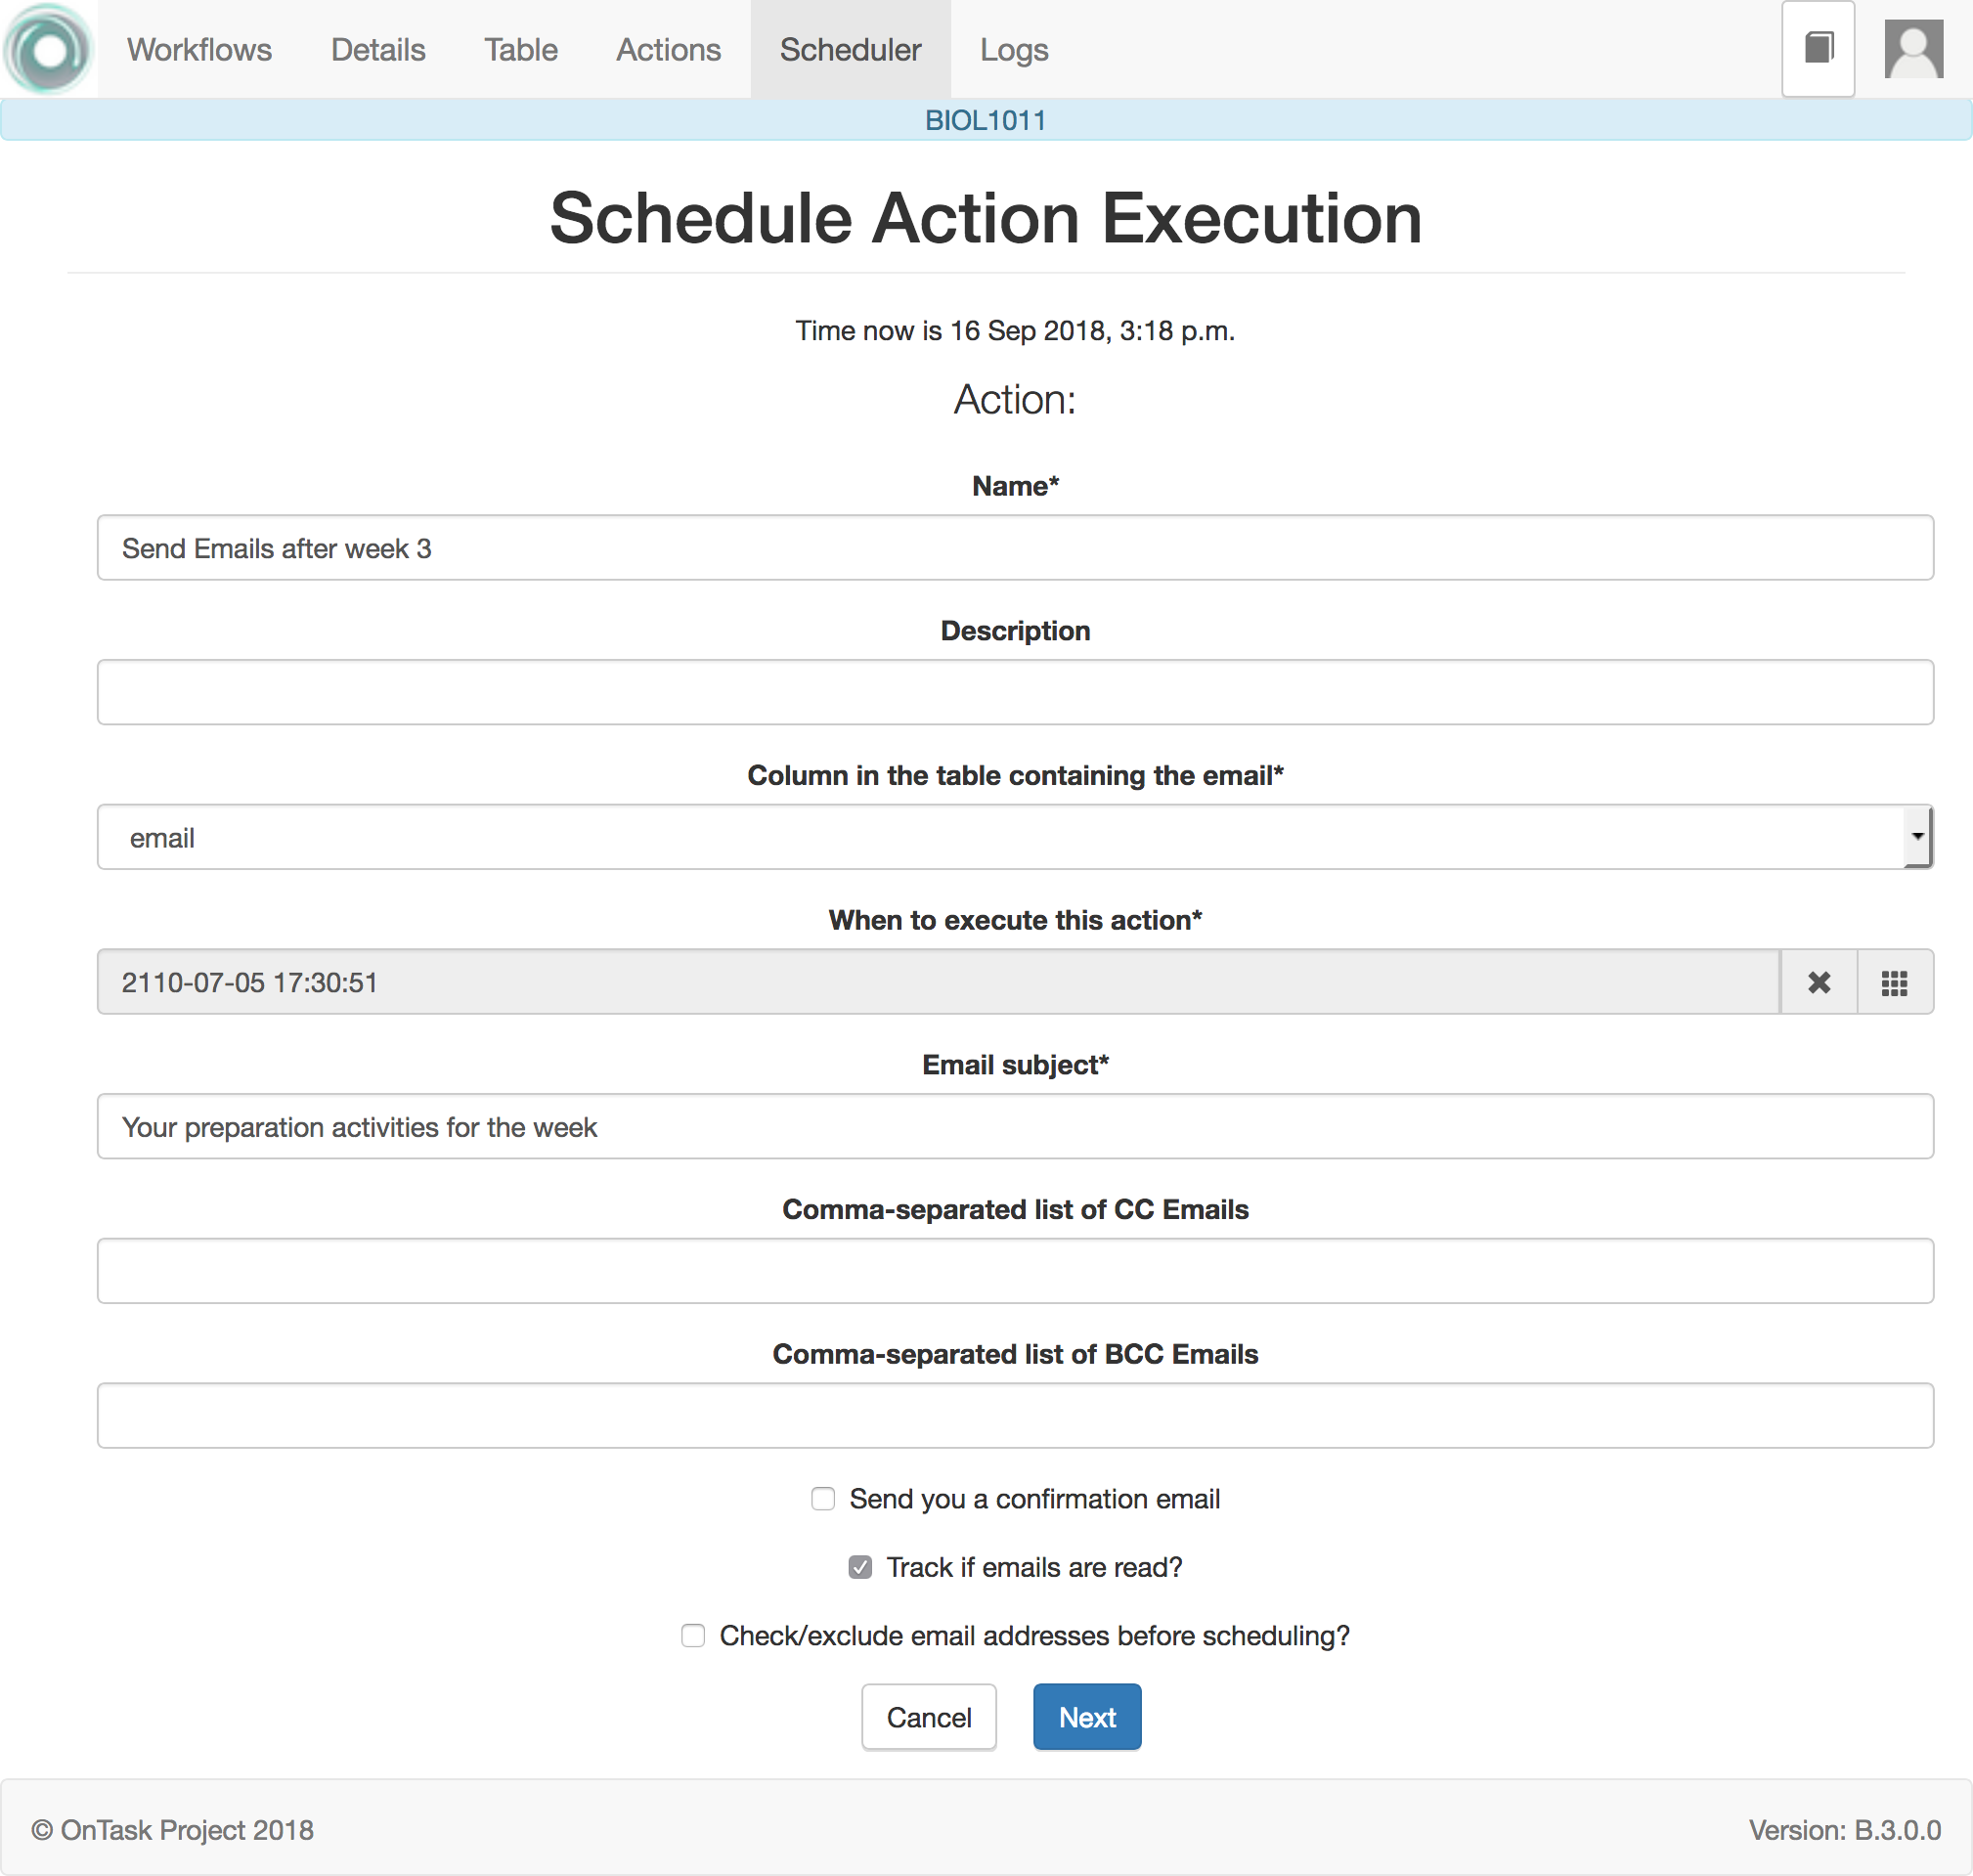 Workflows Details Table Actions Scheduler Logs
BIOL1011
Schedule Action Execution
Time now is 16 Sep 2018, 3:18 p.m.
Action:
Name*
Send Emails after week 3
Description
Column in the table containing the email*
email
When to execute this action*
2110-07-05 17:30:51
Email subject*
Your preparation activities for the week
Comma-separated list of CC Emails
Comma-separated list of BCC Emails
Send you a confirmation email
Track if emails are read?
Check/exclude email addresses before scheduling?
Cancel Next
© OnTask Project 2018 Version: B.3.0.0